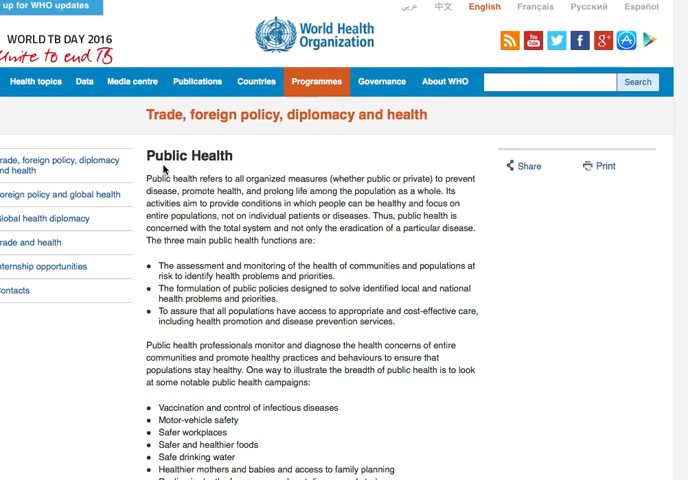 up for WHO updates
عربي 中文 English Français Русский Español
WORLD TB DAY 2016
Unite to end TB
World Health
Organization
Health topics Data Media centre Publications Countries Programmes Governance About WHO Search
Trade, foreign policy, diplomacy and health
rade, foreign policy, diplomacy
nd health
oreign policy and global health
lobal health diplomacy
rade and health
nternship opportunities
ontacts
Public Health
Share Print
Public health refers to all organized measures (whether public or private) to prevent
disease, promote health, and prolong life among the population as a whole. Its
activities aim to provide conditions in which people can be healthy and focus on
entire populations, not on individual patients or diseases. Thus, public health is
concerned with the total system and not only the eradication of a particular disease.
The three main public health functions are:
● The assessment and monitoring of the health of communities and populations at
risk to identify health problems and priorities.
● The formulation of public policies designed to solve identified local and national
health problems and priorities.
● To assure that all populations have access to appropriate and cost-effective care,
including health promotion and disease prevention services.
Public health professionals monitor and diagnose the health concerns of entire
communities and promote healthy practices and behaviours to ensure that
populations stay healthy. One way to illustrate the breadth of public health is to look
at some notable public health campaigns:
● Vaccination and control of infectious diseases
● Motor-vehicle safety
● Safer workplaces
● Safer and healthier foods
● Safe drinking water
● Healthier mothers and babies and access to family planning